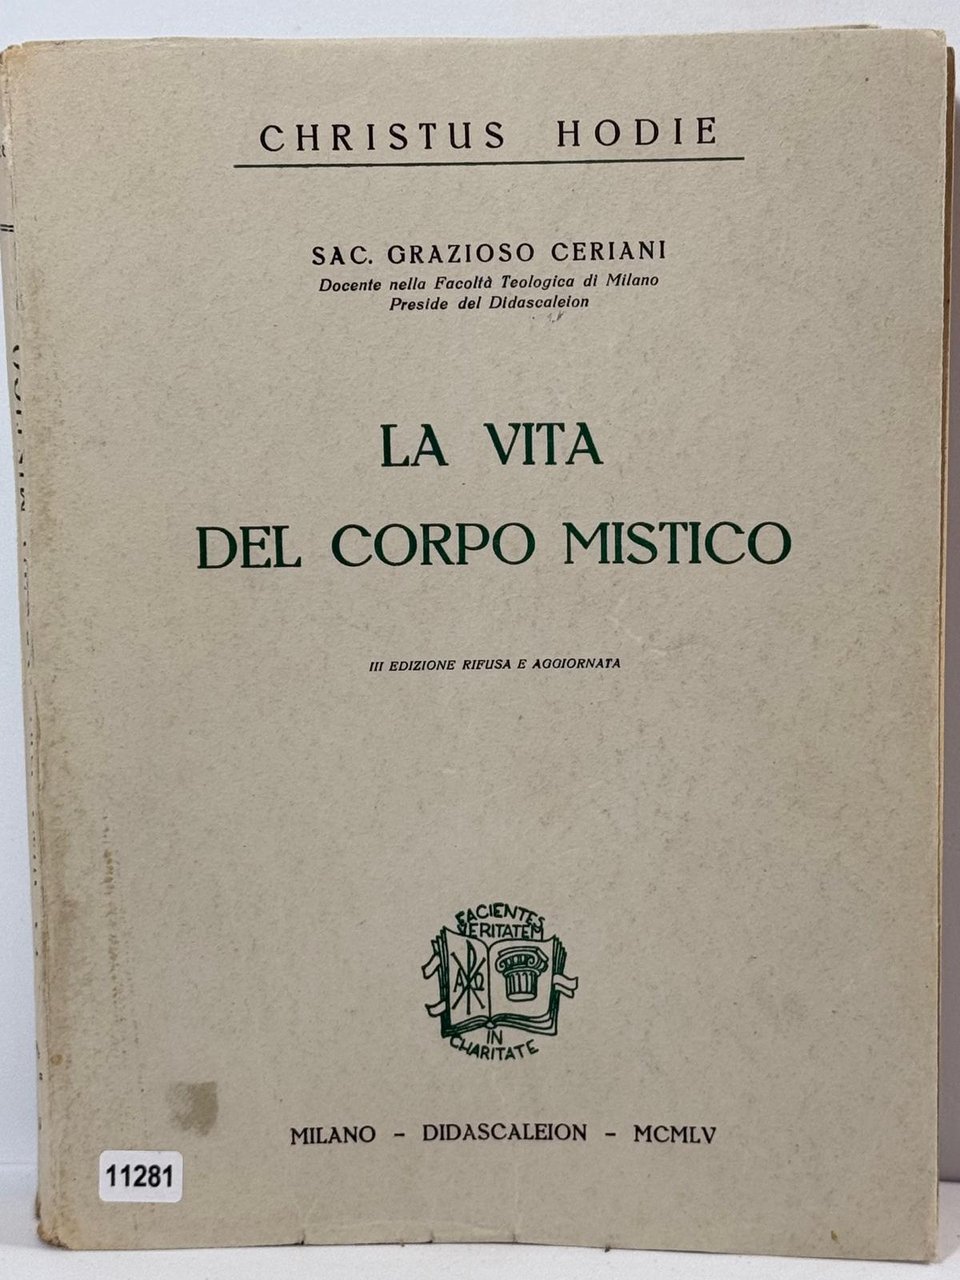 CHRISTUS HODIE
SAC. GRAZIOSO CERIANI
Docente nella Facoltà Teologica di Milano
Preside del Didascaleion
LA VITA
DEL CORPO MISTICO
III EDIZIONE RIFUSA E AGGIORNATA
FACIENTES
VERITATEM
A Ω
IN
CHARITATE
MILANO - DIDASCALEION - MCMLV
11281